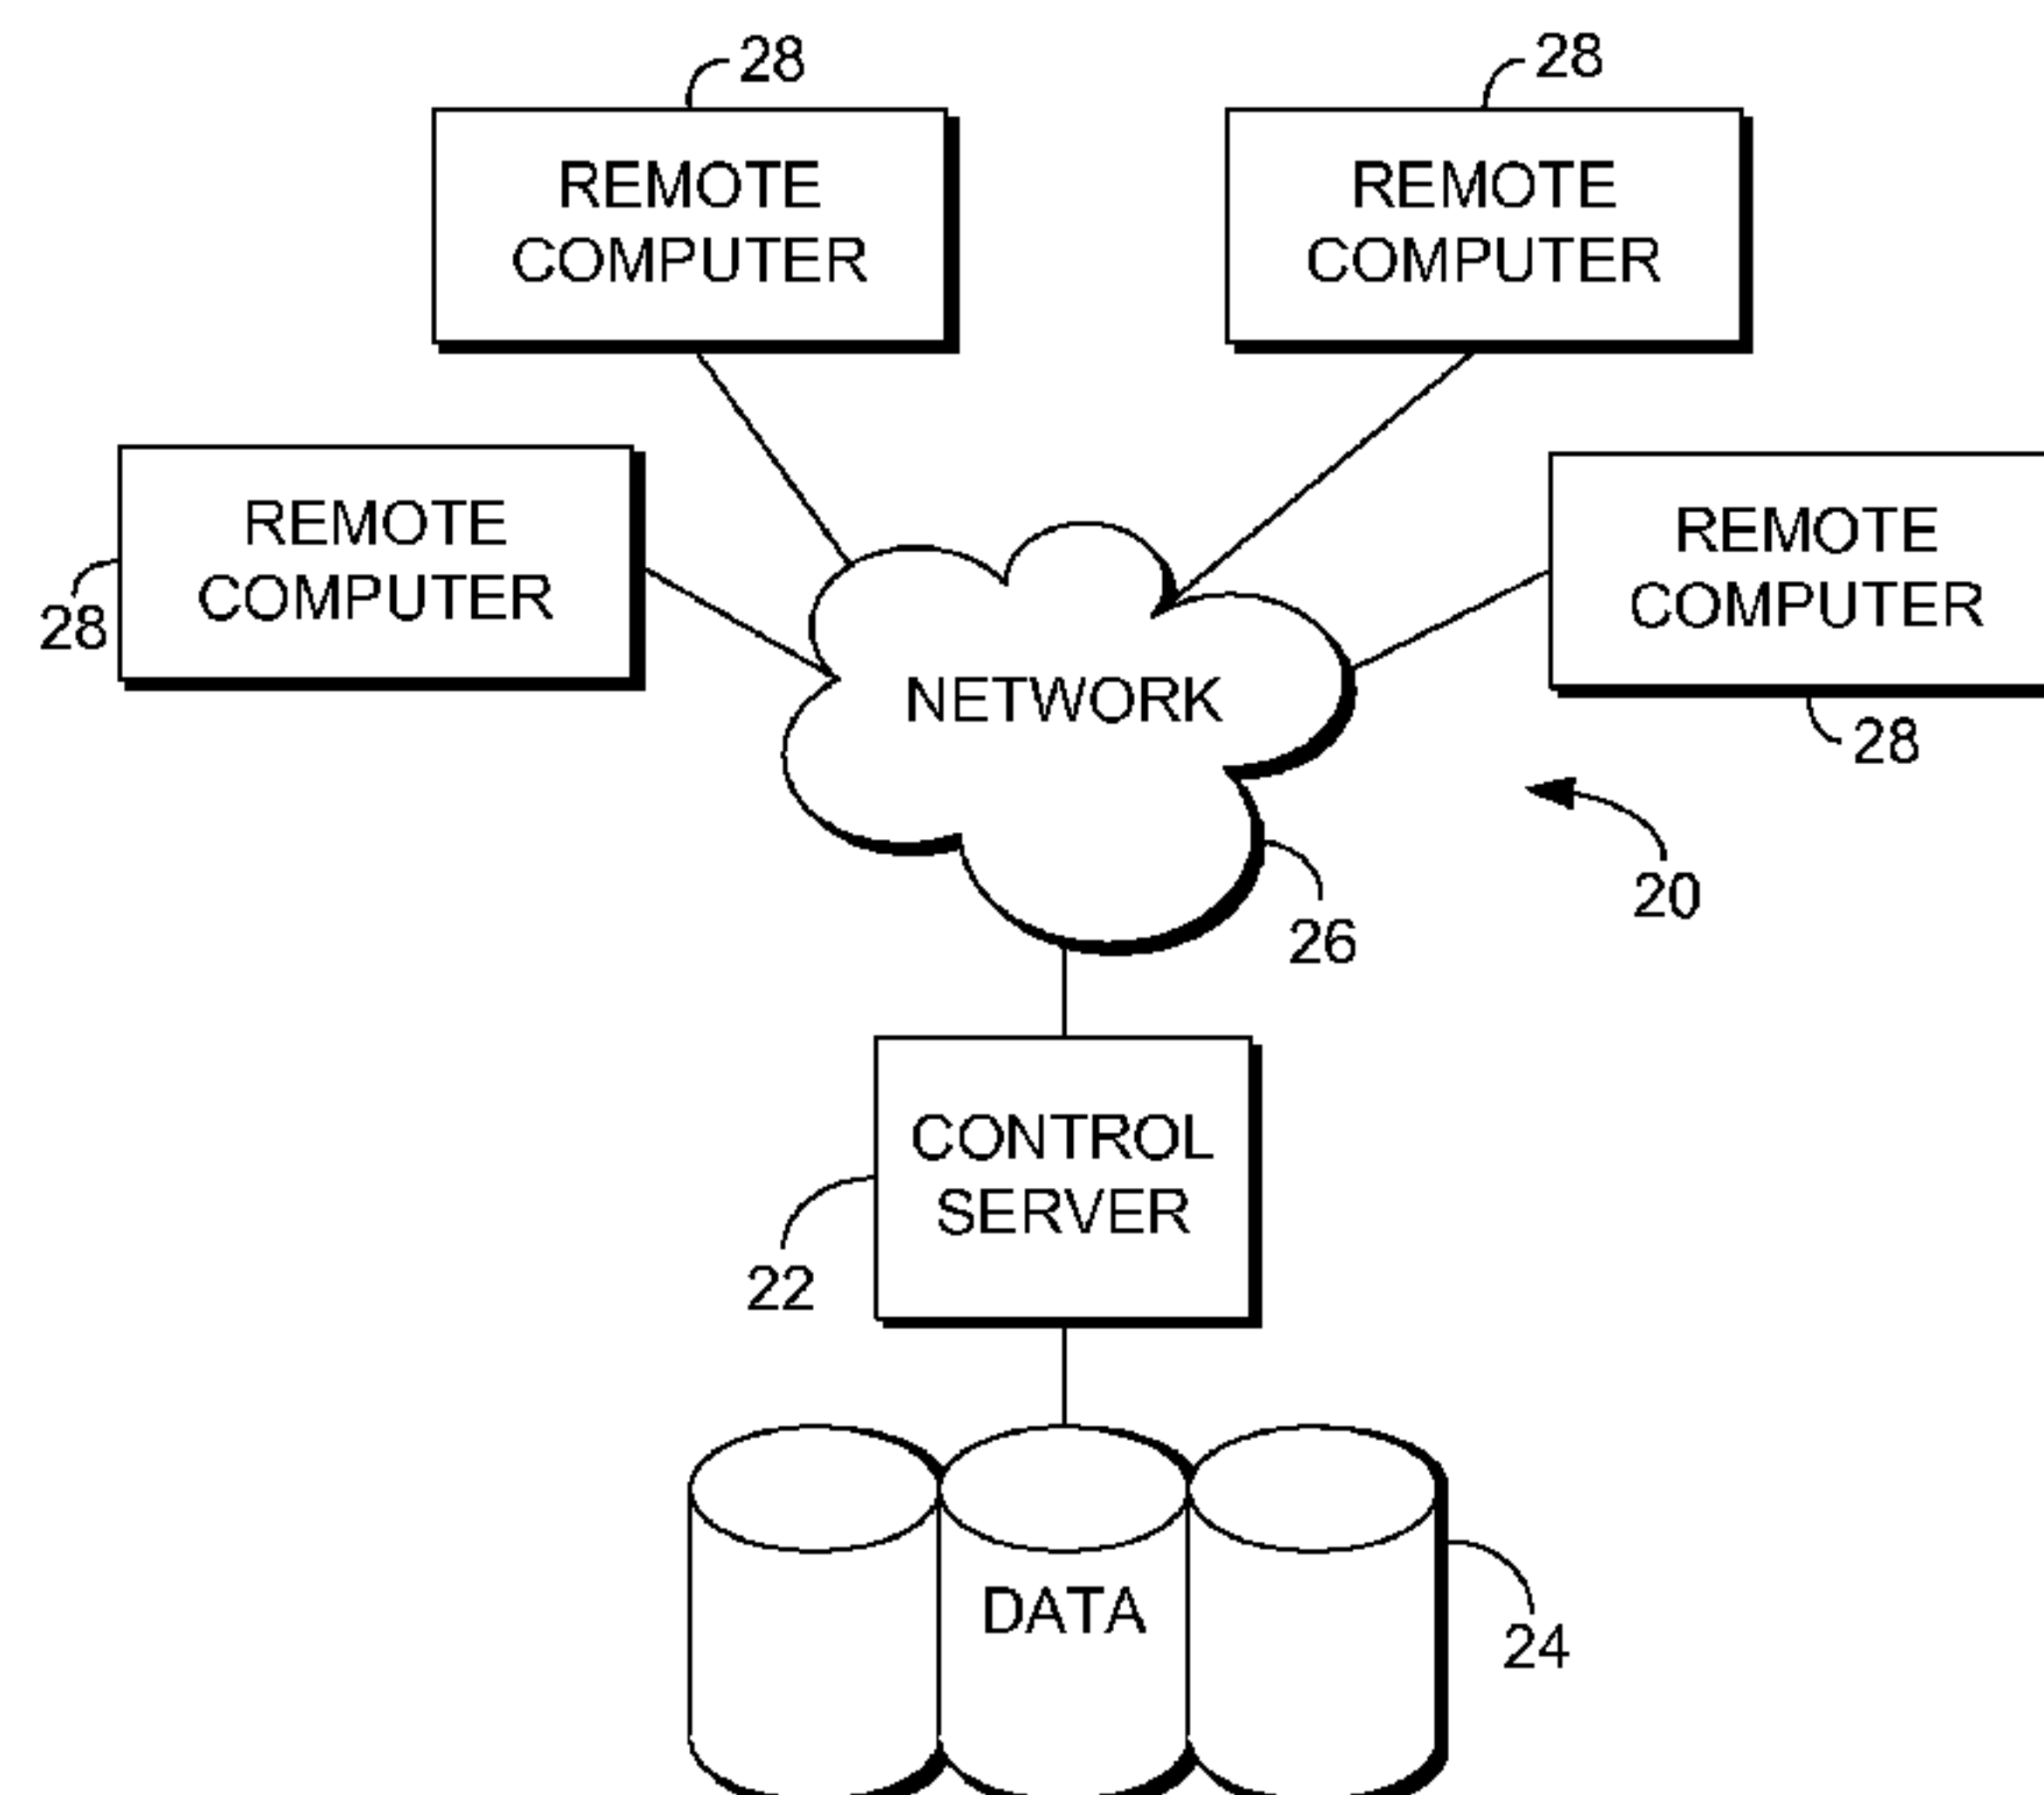 28
28
REMOTE
COMPUTER
REMOTE
COMPUTER
REMOTE
COMPUTER
28
REMOTE
COMPUTER
28
NETWORK
20
26
CONTROL
SERVER
22
DATA
24